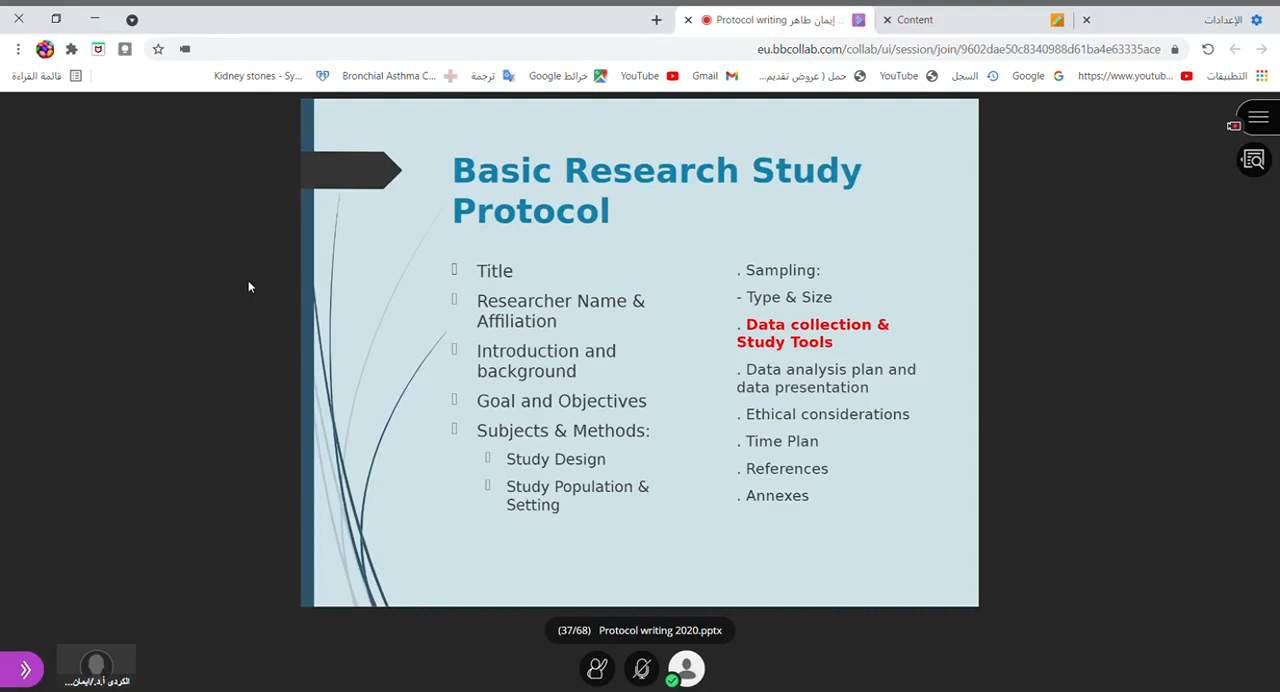 Protocol writing إيمان طاهر ...
Content
الإعدادات
eu.bbcollab.com/collab/ui/session/join/9602dae50c8340988d61ba4e63335ace
قائمة القراءة
Kidney stones - Sy...
Bronchial Asthma C...
ترجمة
خرائط Google
YouTube
Gmail
حمل ( عروض تقديم...
YouTube
السجل
Google
https://www.youtub...
التطبيقات
Basic Research Study
Protocol
Title
Researcher Name &
Affiliation
Introduction and
background
Goal and Objectives
Subjects & Methods:
Study Design
Study Population &
Setting
. Sampling:
- Type & Size
. Data collection &
Study Tools
. Data analysis plan and
data presentation
. Ethical considerations
. Time Plan
. References
. Annexes
(37/68) Protocol writing 2020.pptx
الكردى أ.د./ايمان...